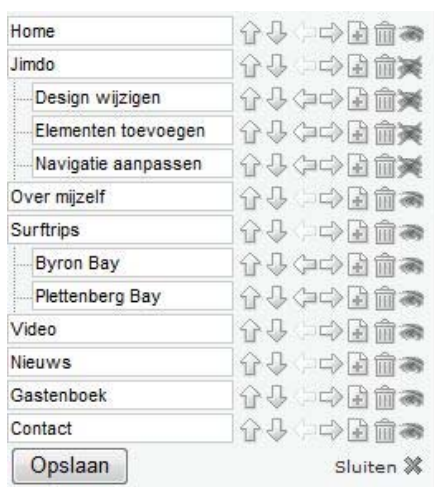 Home
Jimdo
Design wijzigen
Elementen toevoegen
Navigatie aanpassen
Over mijzelf
Surftrips
Byron Bay
Plettenberg Bay
Video
Nieuws
Gastenboek
Contact
Opslaan Sluiten